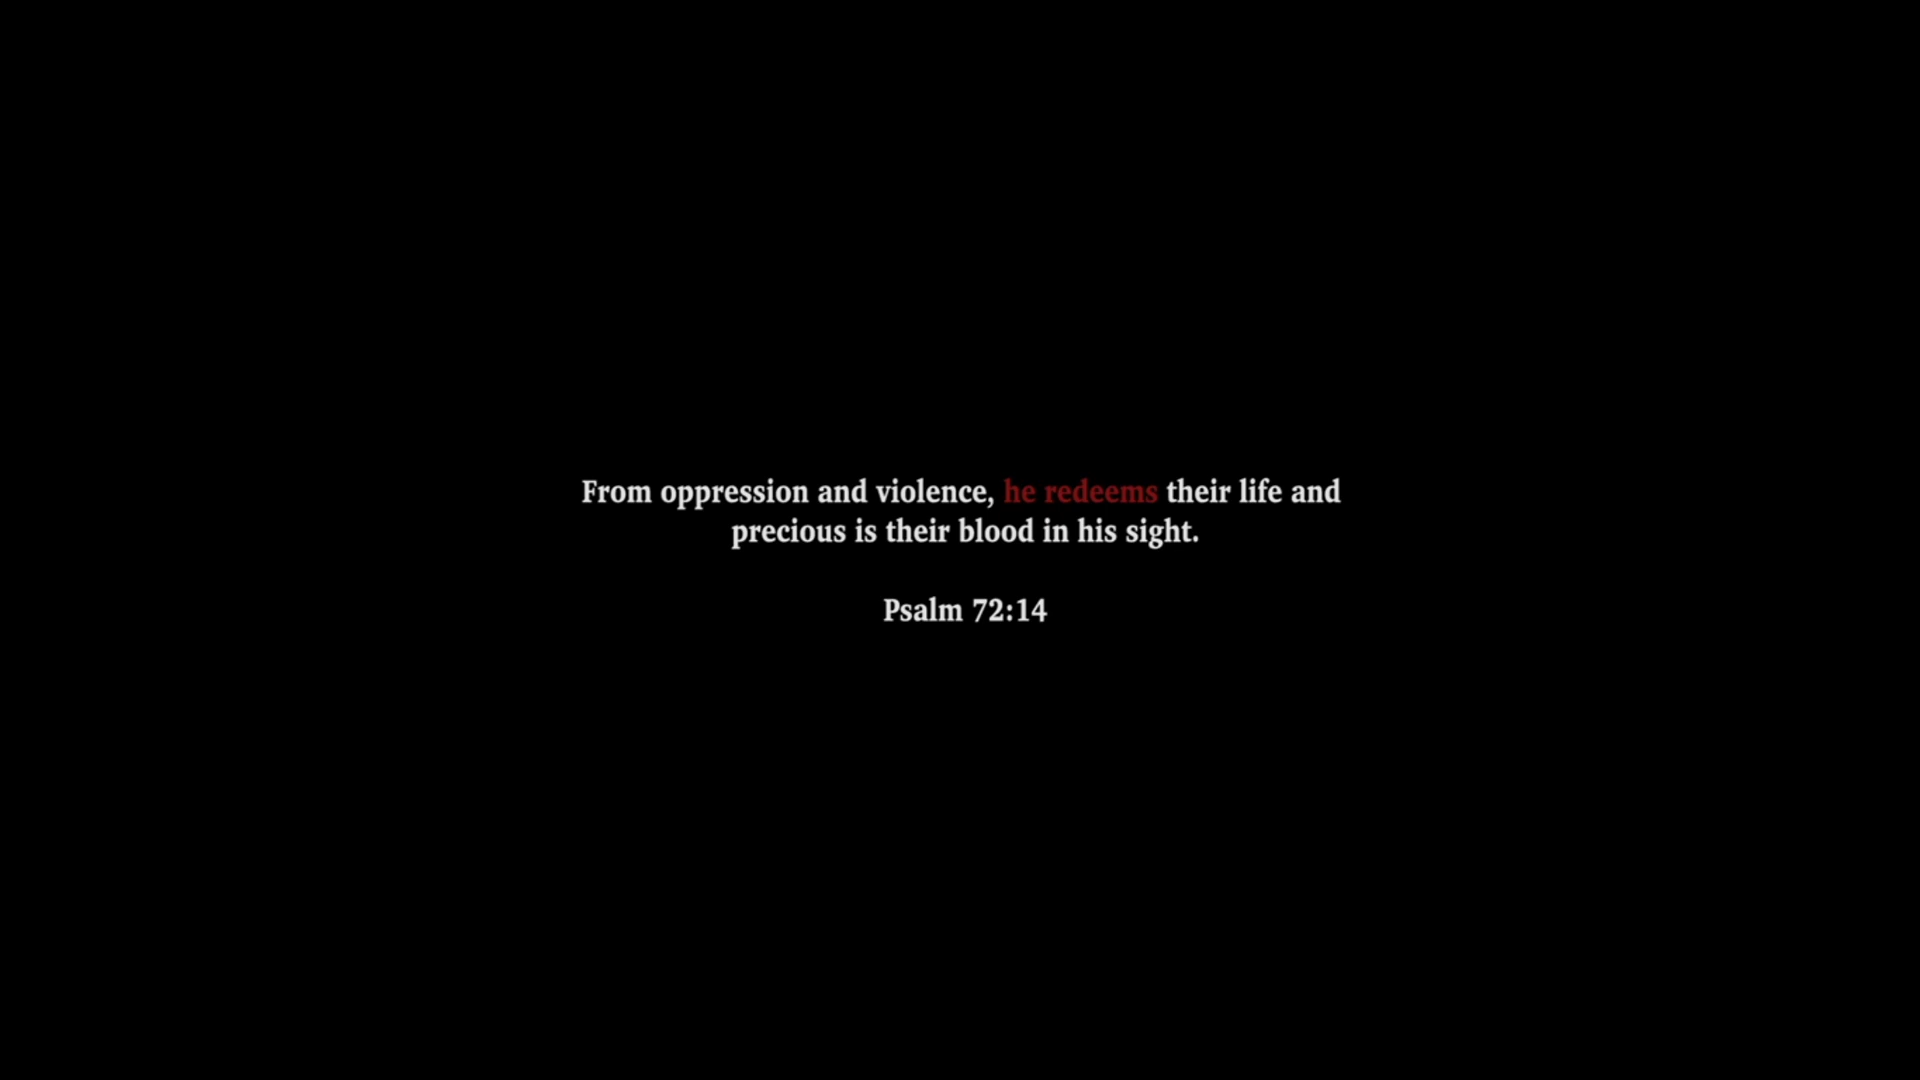 From oppression and violence, he redeems their life and
precious is their blood in his sight.
Psalm 72:14